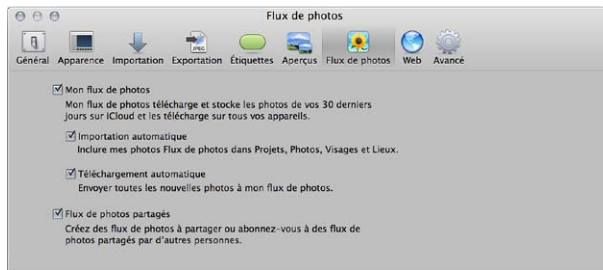 Flux de photos
Général Apparence Importation Exportation Étiquettes Aperçus Flux de photos Web Avancé
JPEG
Mon flux de photos
Mon flux de photos télécharge et stocke les photos de vos 30 derniers
jours sur iCloud et les télécharge sur tous vos appareils.
Importation automatique
Inclure mes photos Flux de photos dans Projets, Photos, Visages et Lieux.
Téléchargement automatique
Envoyer toutes les nouvelles photos à mon flux de photos.
Flux de photos partagés
Créez des flux de photos à partager ou abonnez-vous à des flux de
photos partagés par d'autres personnes.